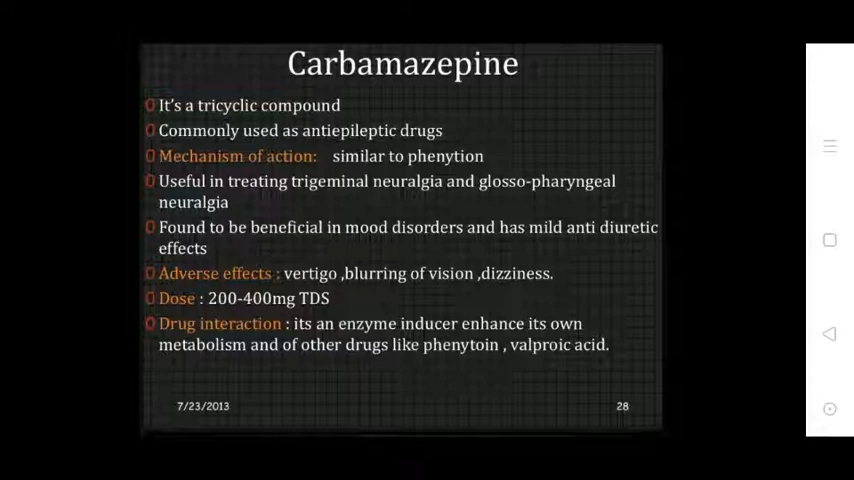 Carbamazepine
It's a tricyclic compound
Commonly used as antiepileptic drugs
Mechanism of action: similar to phenytion
Useful in treating trigeminal neuralgia and glosso-pharyngeal
neuralgia
Found to be beneficial in mood disorders and has mild anti diuretic
effects
Adverse effects : vertigo ,blurring of vision ,dizziness.
Dose : 200-400mg TDS
Drug interaction : its an enzyme inducer enhance its own
metabolism and of other drugs like phenytoin , valproic acid.
7/23/2013 28